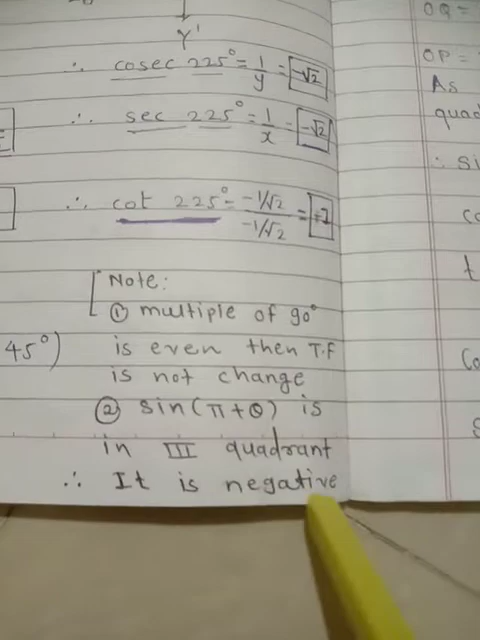 Y'
∴ cosec 225° = 1/y = -√2
∴ sec 225° = 1/x = -√2
∴ cot 225° = -1/√2 / -1/√2 =
Note:
① multiple of 90°
45°) is even then T.F
is not change
② sin(π+θ) is
in III quadrant
∴ It is negative
OQ =
OP =
As
quad
∴ si
co
t
Co